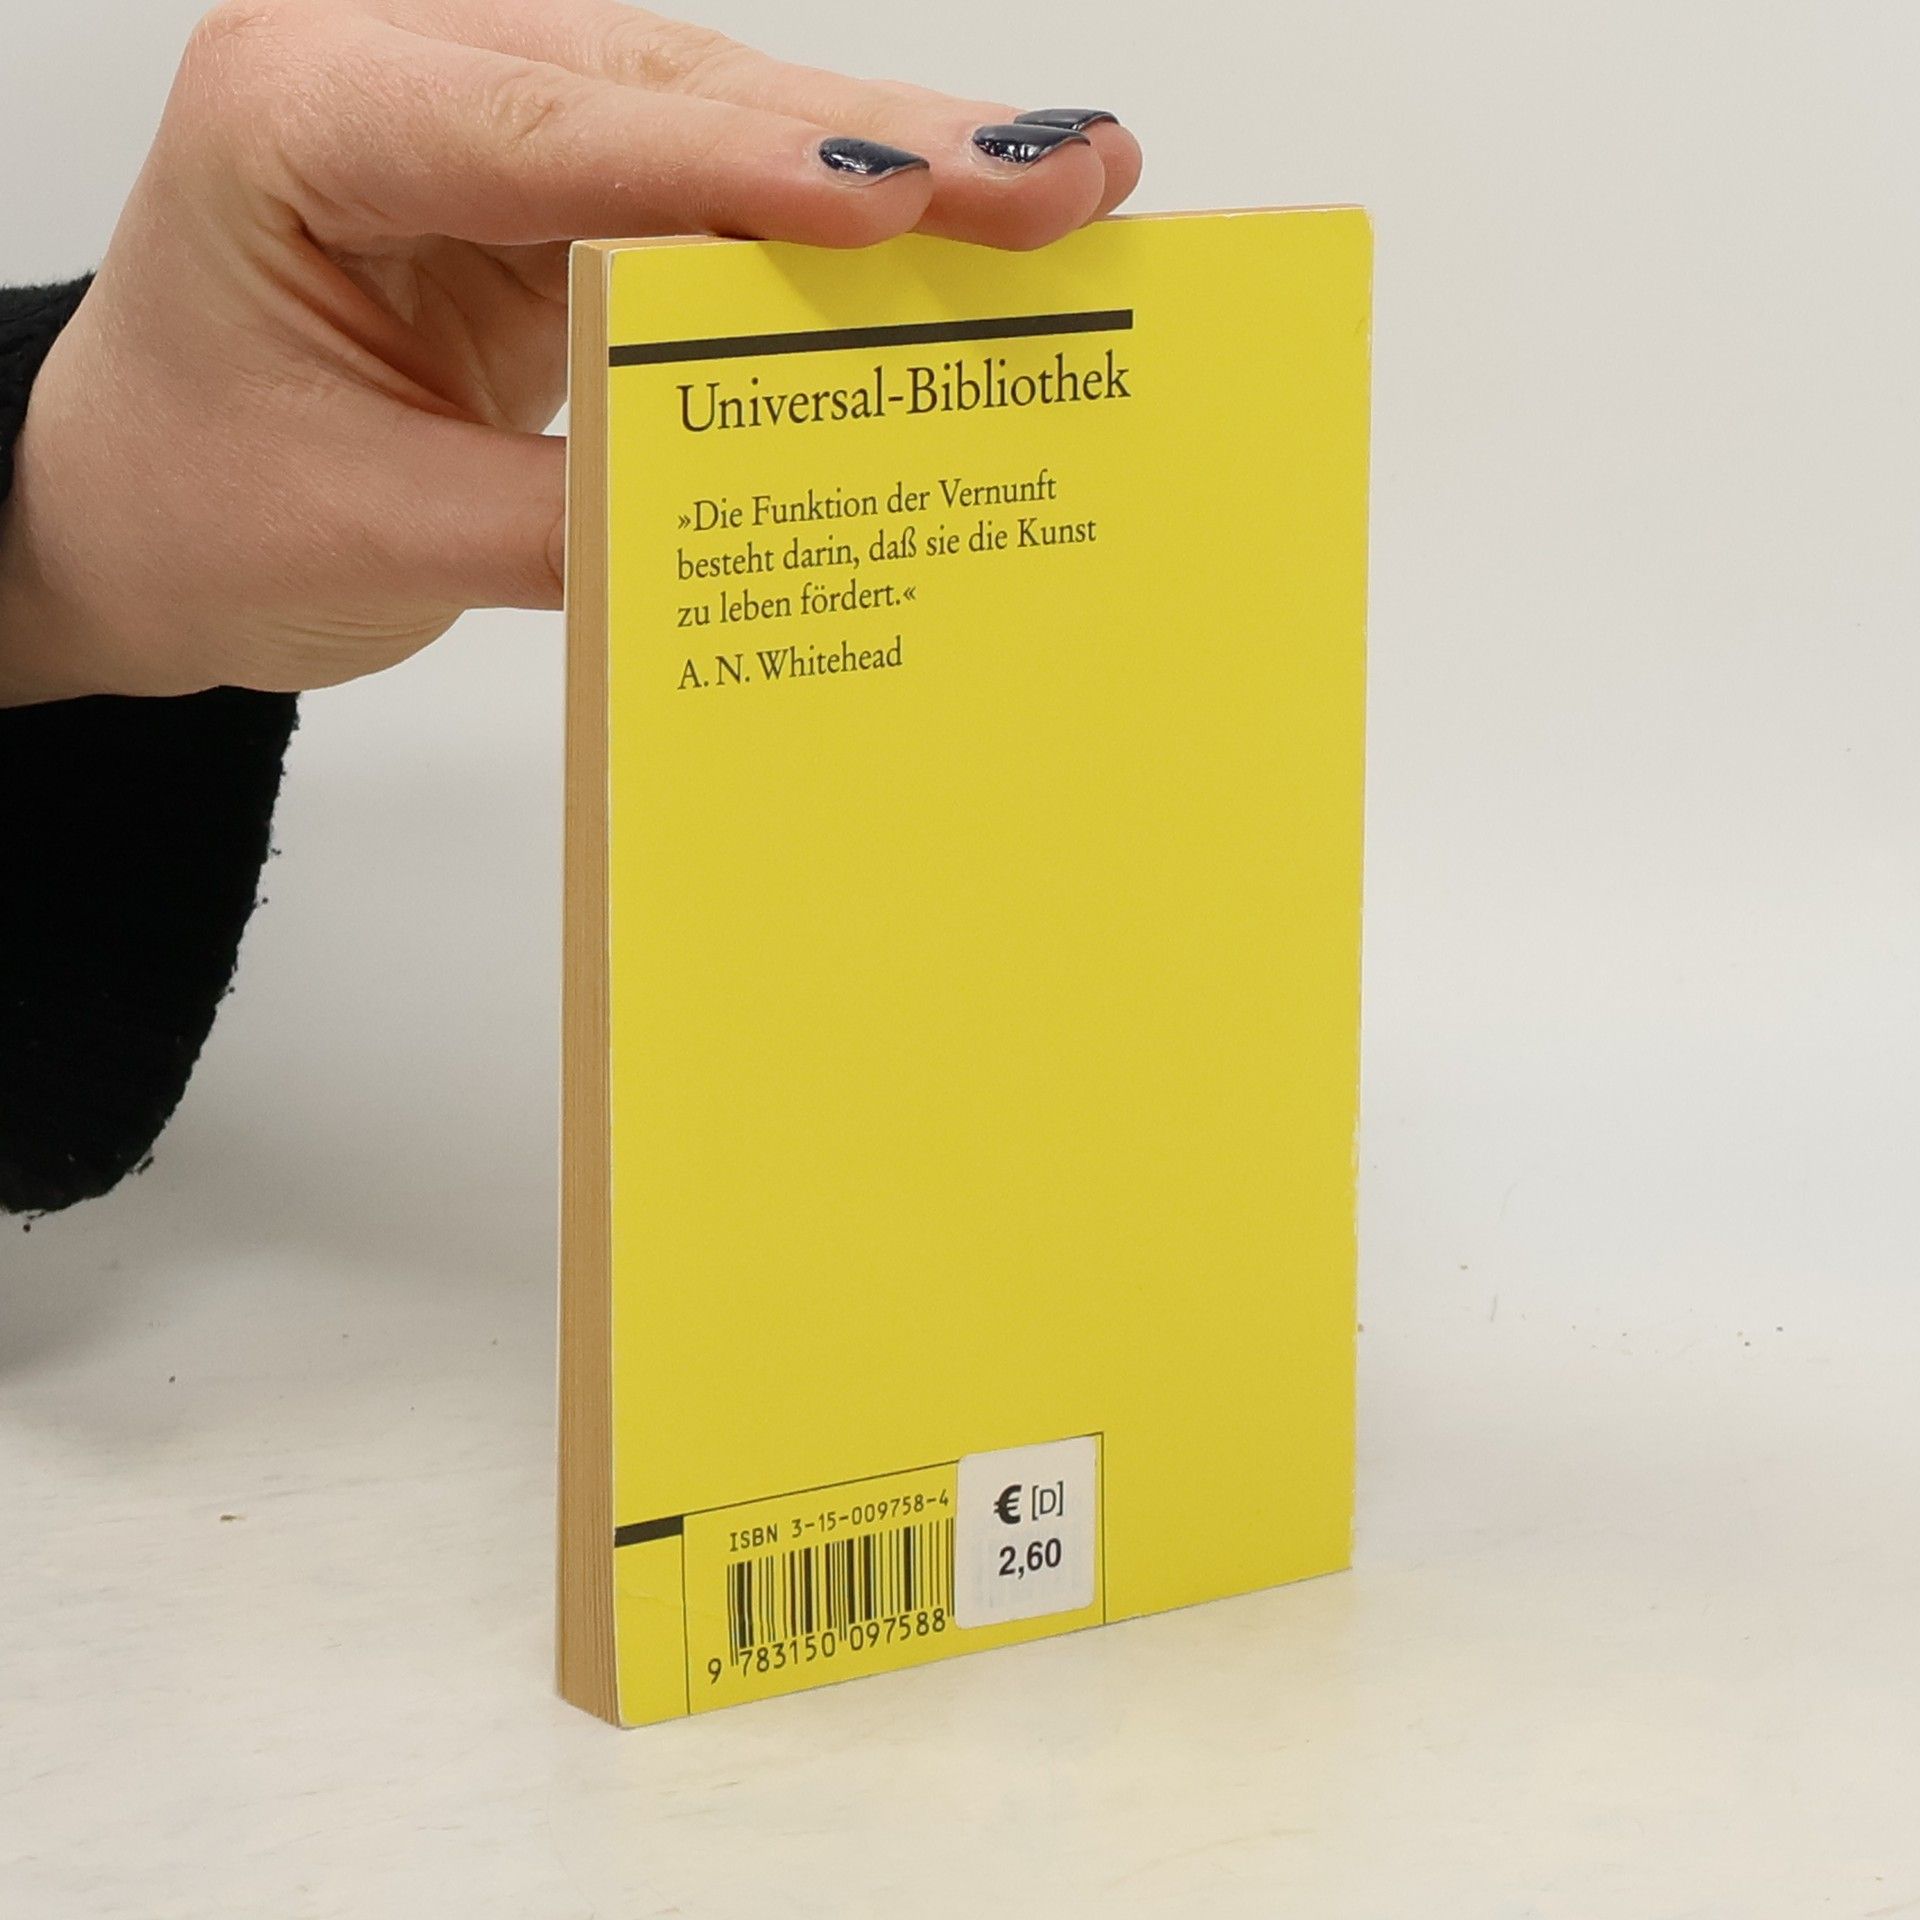 Universal-Bibliothek
»Die Funktion der Vernunft
besteht darin, daß sie die Kunst
zu leben fördert.«
A. N. Whitehead
ISBN 3-15-009758-4
€ [D]
2,60
9 783150 097588